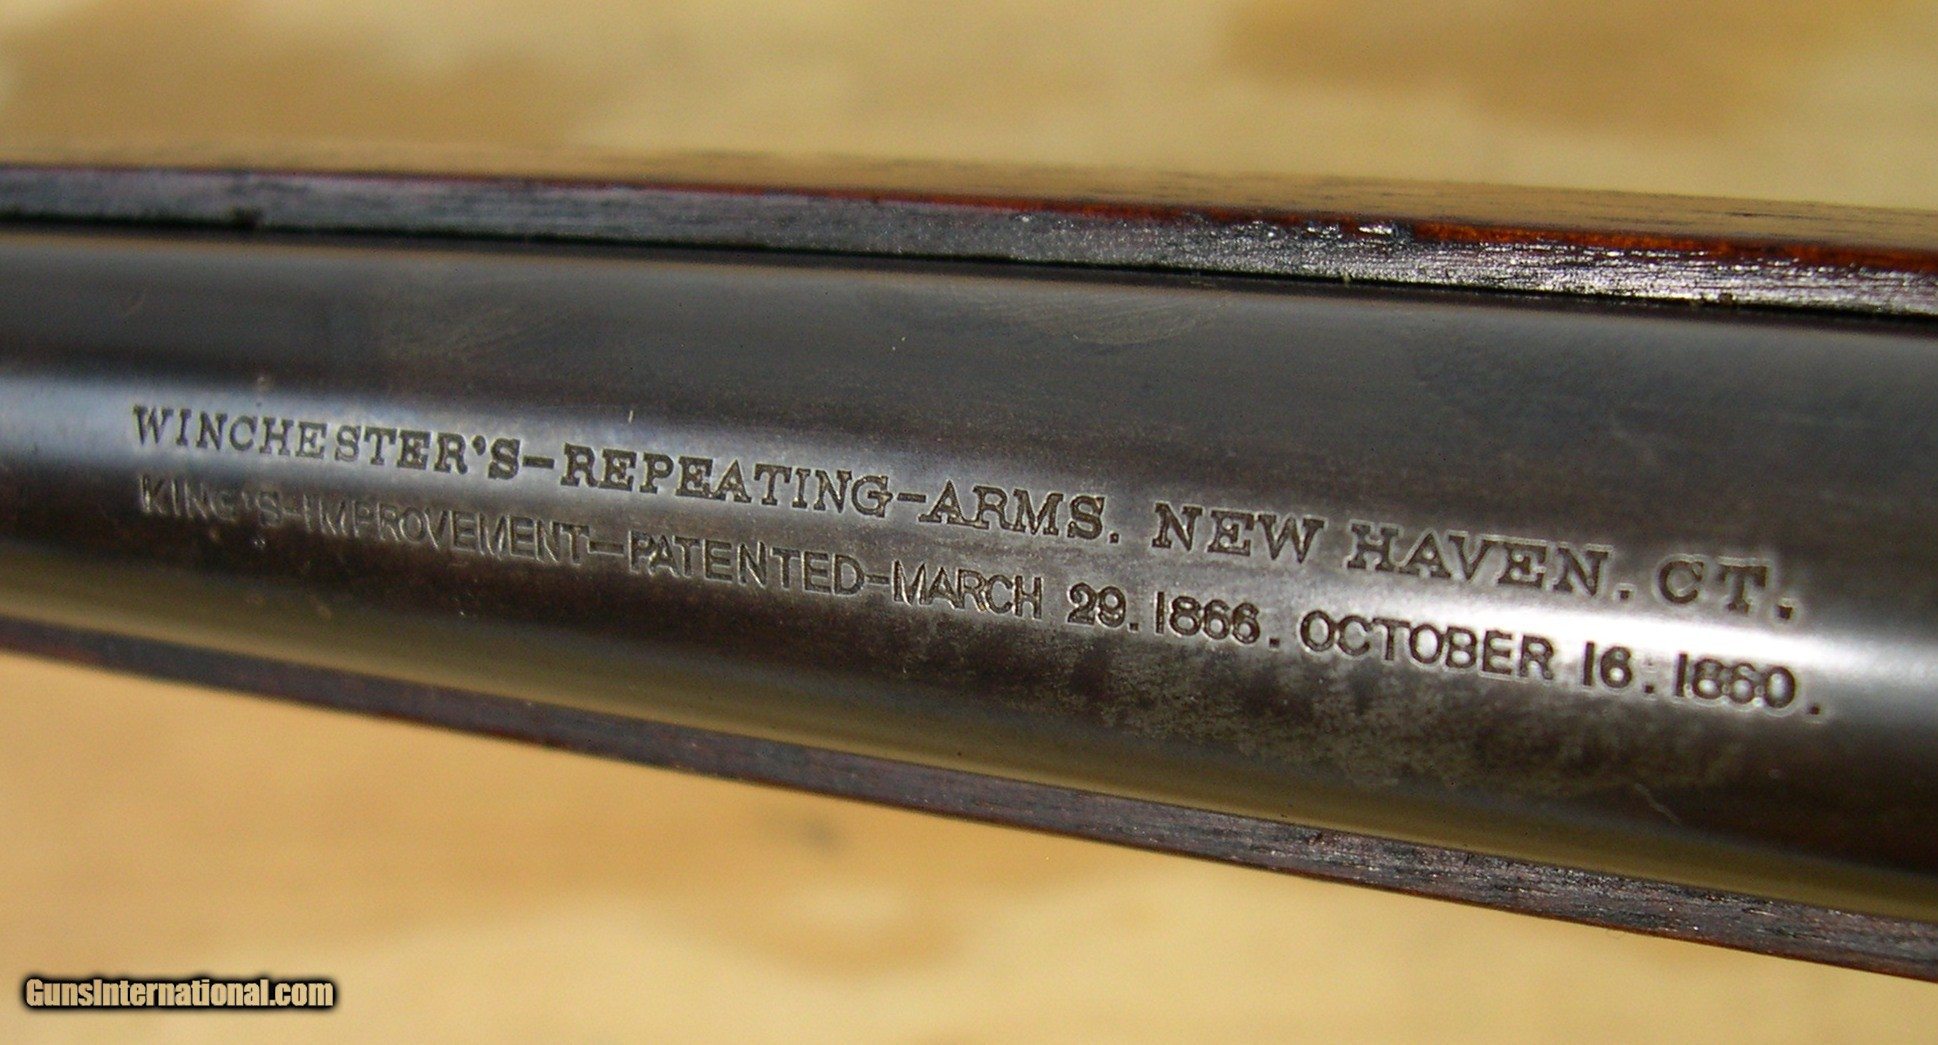 WINCHESTER'S-REPEATING-ARMS. NEW HAVEN. CT.
KING'S-IMPROVEMENT-PATENTED-MARCH 29. 1866. OCTOBER 16. 1860.
GunsInternational.com